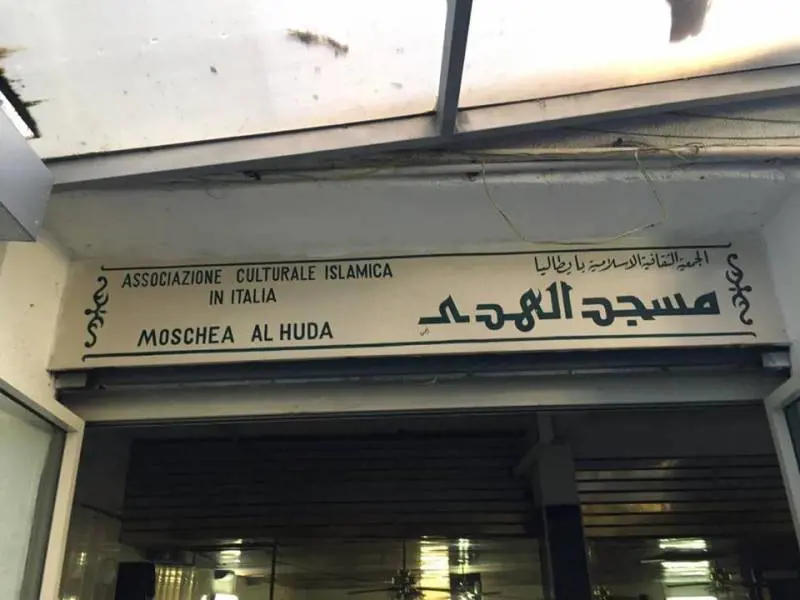 ASSOCIAZIONE CULTURALE ISLAMICA
IN ITALIA
MOSCHEA AL HUDA
الجمعية الثقافية الاسلامية بايطاليا
مسجد الهدى